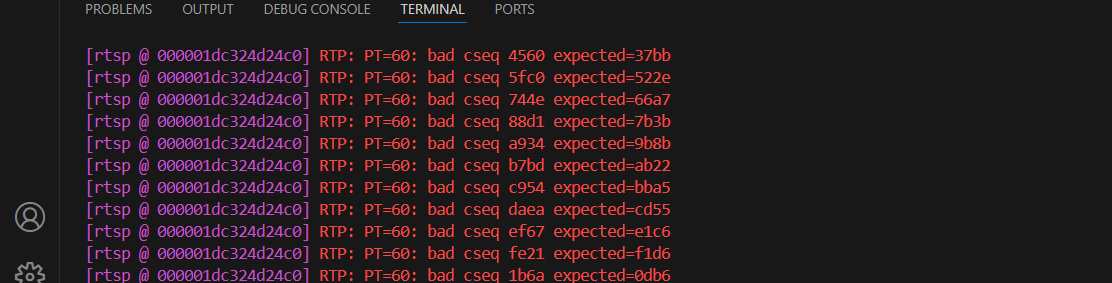 PROBLEMS OUTPUT DEBUG CONSOLE TERMINAL PORTS
[rtsp @ 000001dc324d24c0] RTP: PT=60: bad cseq 4560 expected=37bb
[rtsp @ 000001dc324d24c0] RTP: PT=60: bad cseq 5fc0 expected=522e
[rtsp @ 000001dc324d24c0] RTP: PT=60: bad cseq 744e expected=66a7
[rtsp @ 000001dc324d24c0] RTP: PT=60: bad cseq 88d1 expected=7b3b
[rtsp @ 000001dc324d24c0] RTP: PT=60: bad cseq a934 expected=9b8b
[rtsp @ 000001dc324d24c0] RTP: PT=60: bad cseq b7bd expected=ab22
[rtsp @ 000001dc324d24c0] RTP: PT=60: bad cseq c954 expected=bba5
[rtsp @ 000001dc324d24c0] RTP: PT=60: bad cseq daea expected=cd55
[rtsp @ 000001dc324d24c0] RTP: PT=60: bad cseq ef67 expected=e1c6
[rtsp @ 000001dc324d24c0] RTP: PT=60: bad cseq fe21 expected=f1d6
[rtsp @ 000001dc324d24c0] RTP: PT=60: bad cseq 1b6a expected=0db6